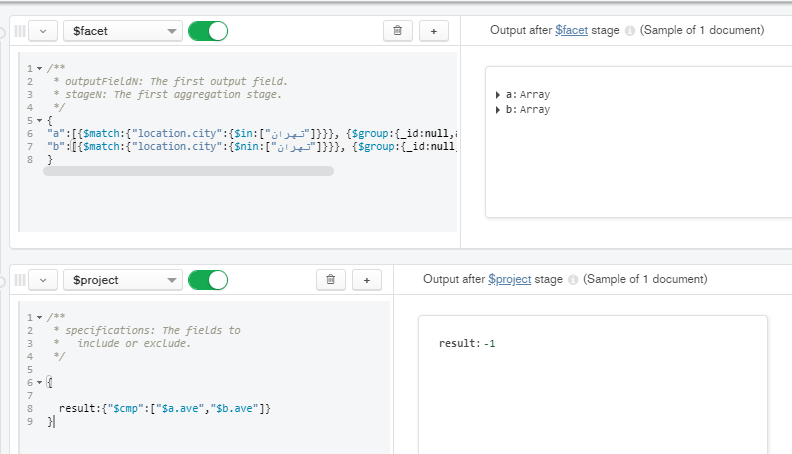 $facet
Output after $facet stage (Sample of 1 document)
1 /**
2 * outputFieldN: The first output field.
3 * stageN: The first aggregation stage.
4 */
5 {
6 "a":[{$match:{"location.city":{$in:["تهران"]}}}, {$group:{_id:null,
7 "b":[{$match:{"location.city":{$nin:["تهران"]}}}, {$group:{_id:null
8 }
a: Array
b: Array
$project
Output after $project stage (Sample of 1 document)
1 /**
2 * specifications: The fields to
3 * include or exclude.
4 */
5
6 {
7
8 result:{"$cmp":["$a.ave","$b.ave"]}
9 }
result: -1